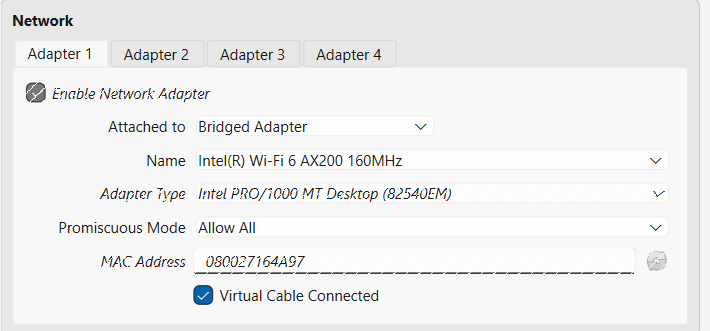 Network
Adapter 1 Adapter 2 Adapter 3 Adapter 4
Enable Network Adapter
Attached to Bridged Adapter
Name Intel(R) Wi-Fi 6 AX200 160MHz
Adapter Type Intel PRO/1000 MT Desktop (82540EM)
Promiscuous Mode Allow All
MAC Address 080027164A97
Virtual Cable Connected